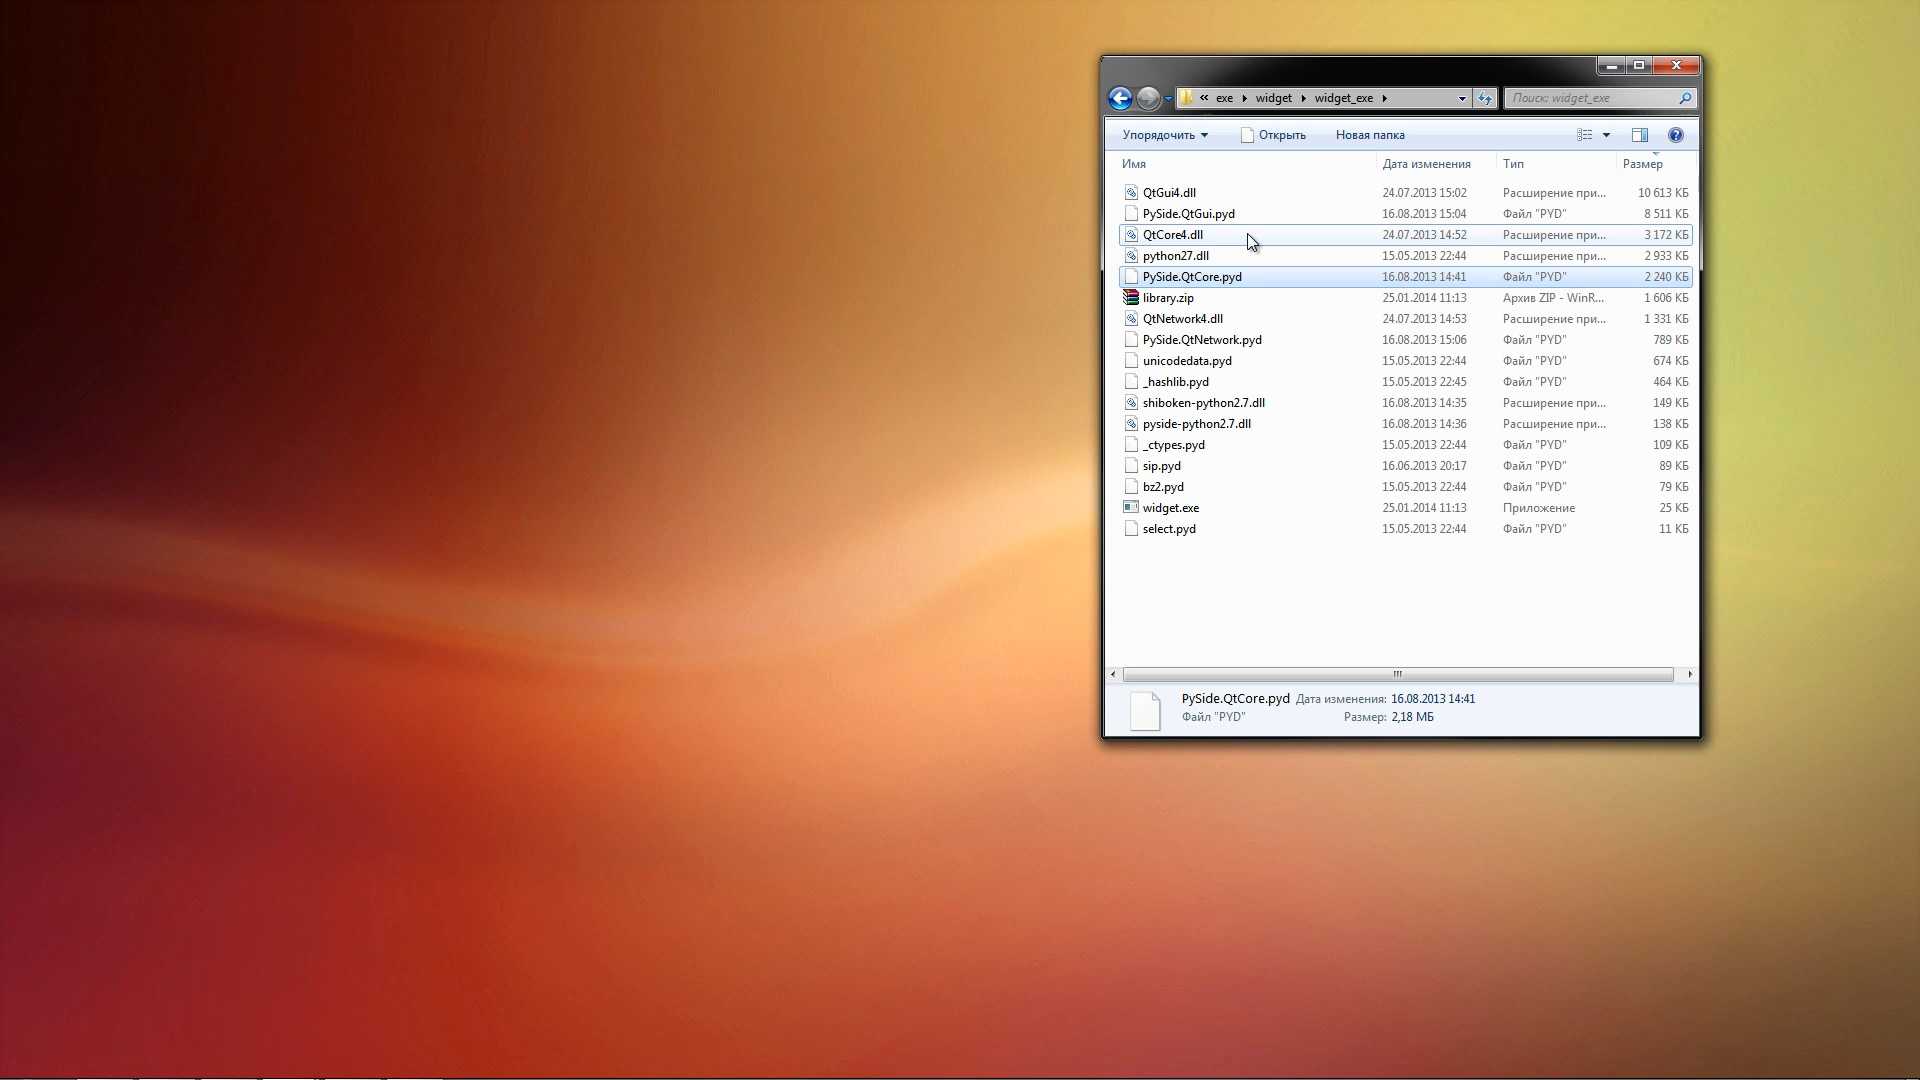 « exe widget widget_exe Поиск: widget_exe
Упорядочить Открыть Новая папка
Имя Дата изменения Тип Размер
QtGui4.dll 24.07.2013 15:02 Расширение при... 10 613 КБ
PySide.QtGui.pyd 16.08.2013 15:04 Файл "PYD" 8 511 КБ
QtCore4.dll 24.07.2013 14:52 Расширение при... 3 172 КБ
python27.dll 15.05.2013 22:44 Расширение при... 2 933 КБ
PySide.QtCore.pyd 16.08.2013 14:41 Файл "PYD" 2 240 КБ
library.zip 25.01.2014 11:13 Архив ZIP - WinR... 1 606 КБ
QtNetwork4.dll 24.07.2013 14:53 Расширение при... 1 331 КБ
PySide.QtNetwork.pyd 16.08.2013 15:06 Файл "PYD" 789 КБ
unicodedata.pyd 15.05.2013 22:44 Файл "PYD" 674 КБ
_hashlib.pyd 15.05.2013 22:45 Файл "PYD" 464 КБ
shiboken-python2.7.dll 16.08.2013 14:35 Расширение при... 149 КБ
pyside-python2.7.dll 16.08.2013 14:36 Расширение при... 138 КБ
_ctypes.pyd 15.05.2013 22:44 Файл "PYD" 109 КБ
sip.pyd 16.06.2013 20:17 Файл "PYD" 89 КБ
bz2.pyd 15.05.2013 22:44 Файл "PYD" 79 КБ
widget.exe 25.01.2014 11:13 Приложение 25 КБ
select.pyd 15.05.2013 22:44 Файл "PYD" 11 КБ
PySide.QtCore.pyd Дата изменения: 16.08.2013 14:41
Файл "PYD" Размер: 2,18 МБ